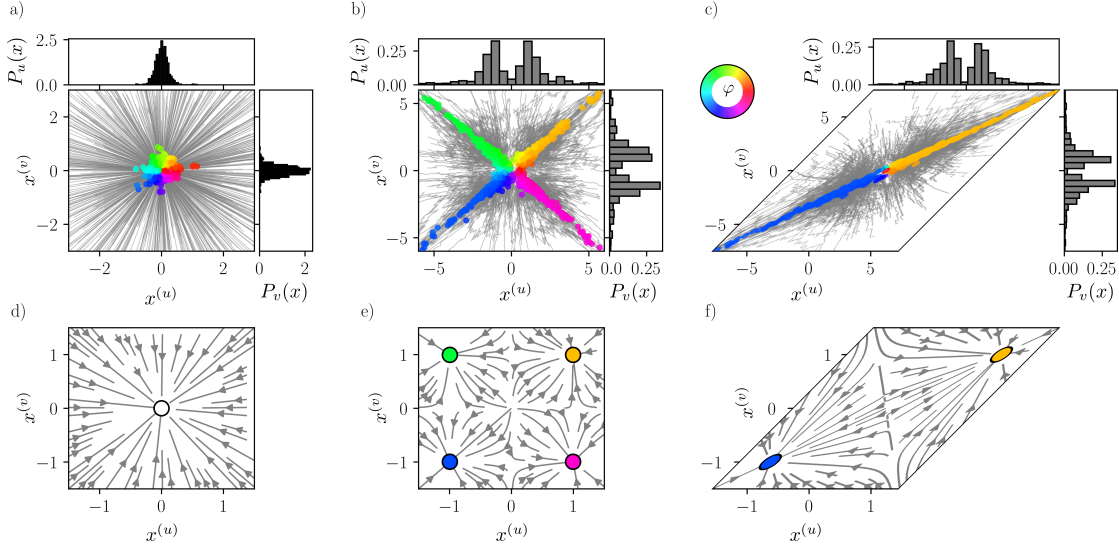 a)
b)
c)
P_u(x)
2.5
0.0
P_u(x)
0.25
0.00
P_u(x)
0.25
0.00
φ
x^(v)
2
0
−2
x^(v)
5
0
−5
x^(v)
5
0
−5
−2 0 2
0 2
−5 0 5
0.00 0.25
−5 0 5
0.00 0.25
x^(u)
P_v(x)
x^(u)
P_v(x)
x^(u)
P_v(x)
d)
e)
f)
x^(v)
1
0
−1
x^(v)
1
0
−1
x^(v)
1
0
−1
−1 0 1
−1 0 1
−1 0 1
x^(u)
x^(u)
x^(u)